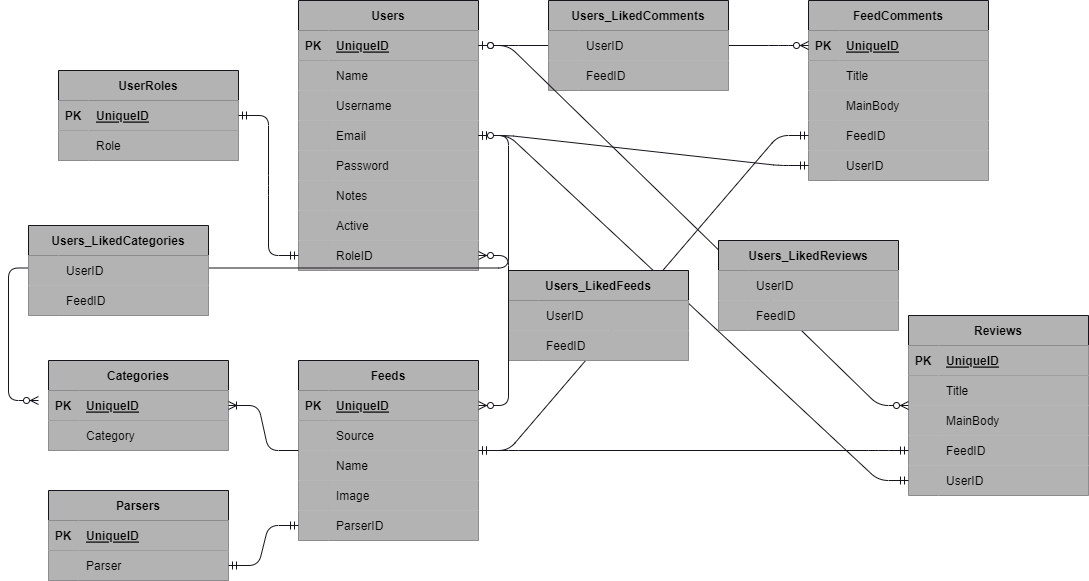 Users
PK UniqueID
Name
Username
Email
Password
Notes
Active
RoleID
Users_LikedComments
UserID
FeedID
FeedComments
PK UniqueID
Title
MainBody
FeedID
UserID
UserRoles
PK UniqueID
Role
Users_LikedCategories
UserID
FeedID
Users_LikedFeeds
UserID
FeedID
Users_LikedReviews
UserID
FeedID
Reviews
PK UniqueID
Title
MainBody
FeedID
UserID
Categories
PK UniqueID
Category
Feeds
PK UniqueID
Source
Name
Image
ParserID
Parsers
PK UniqueID
Parser